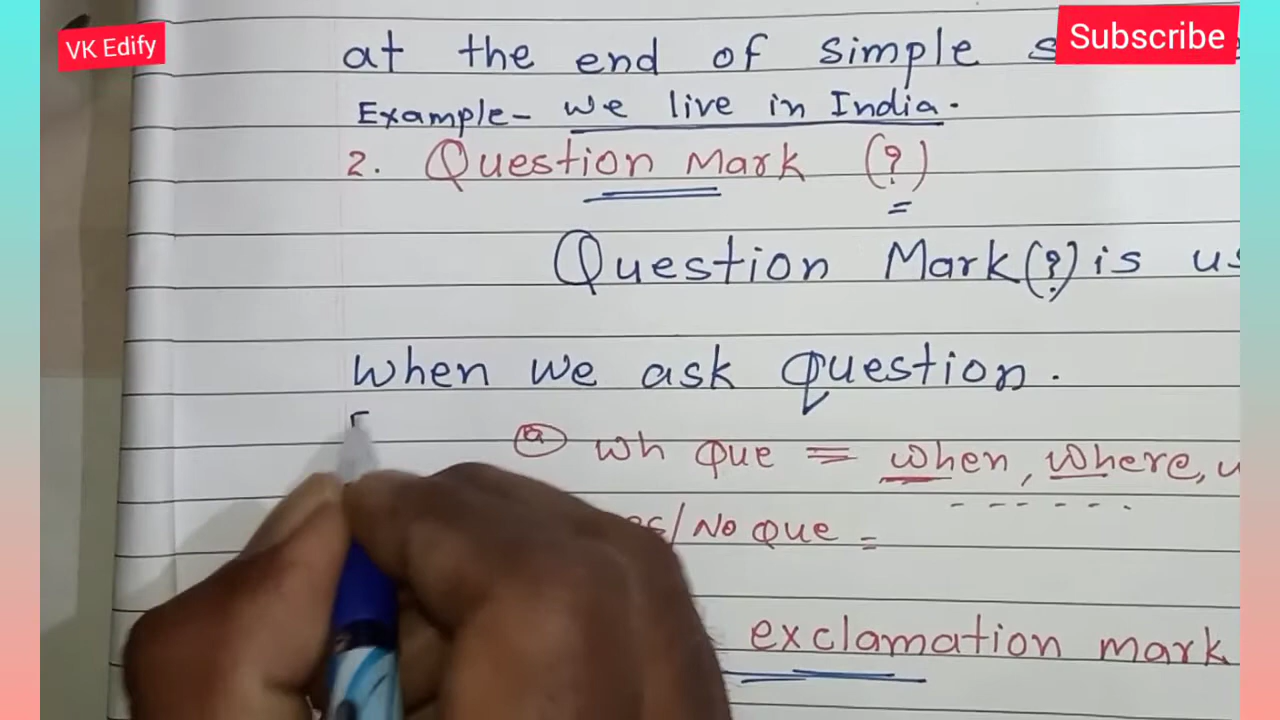 VK Edify
Subscribe
at the end of simple
Example- we live in India.
2. Question Mark (?)
Question Mark(?) is
When we ask question.
ⓐ Wh Que = when, where,
/No Que =
exclamation mark